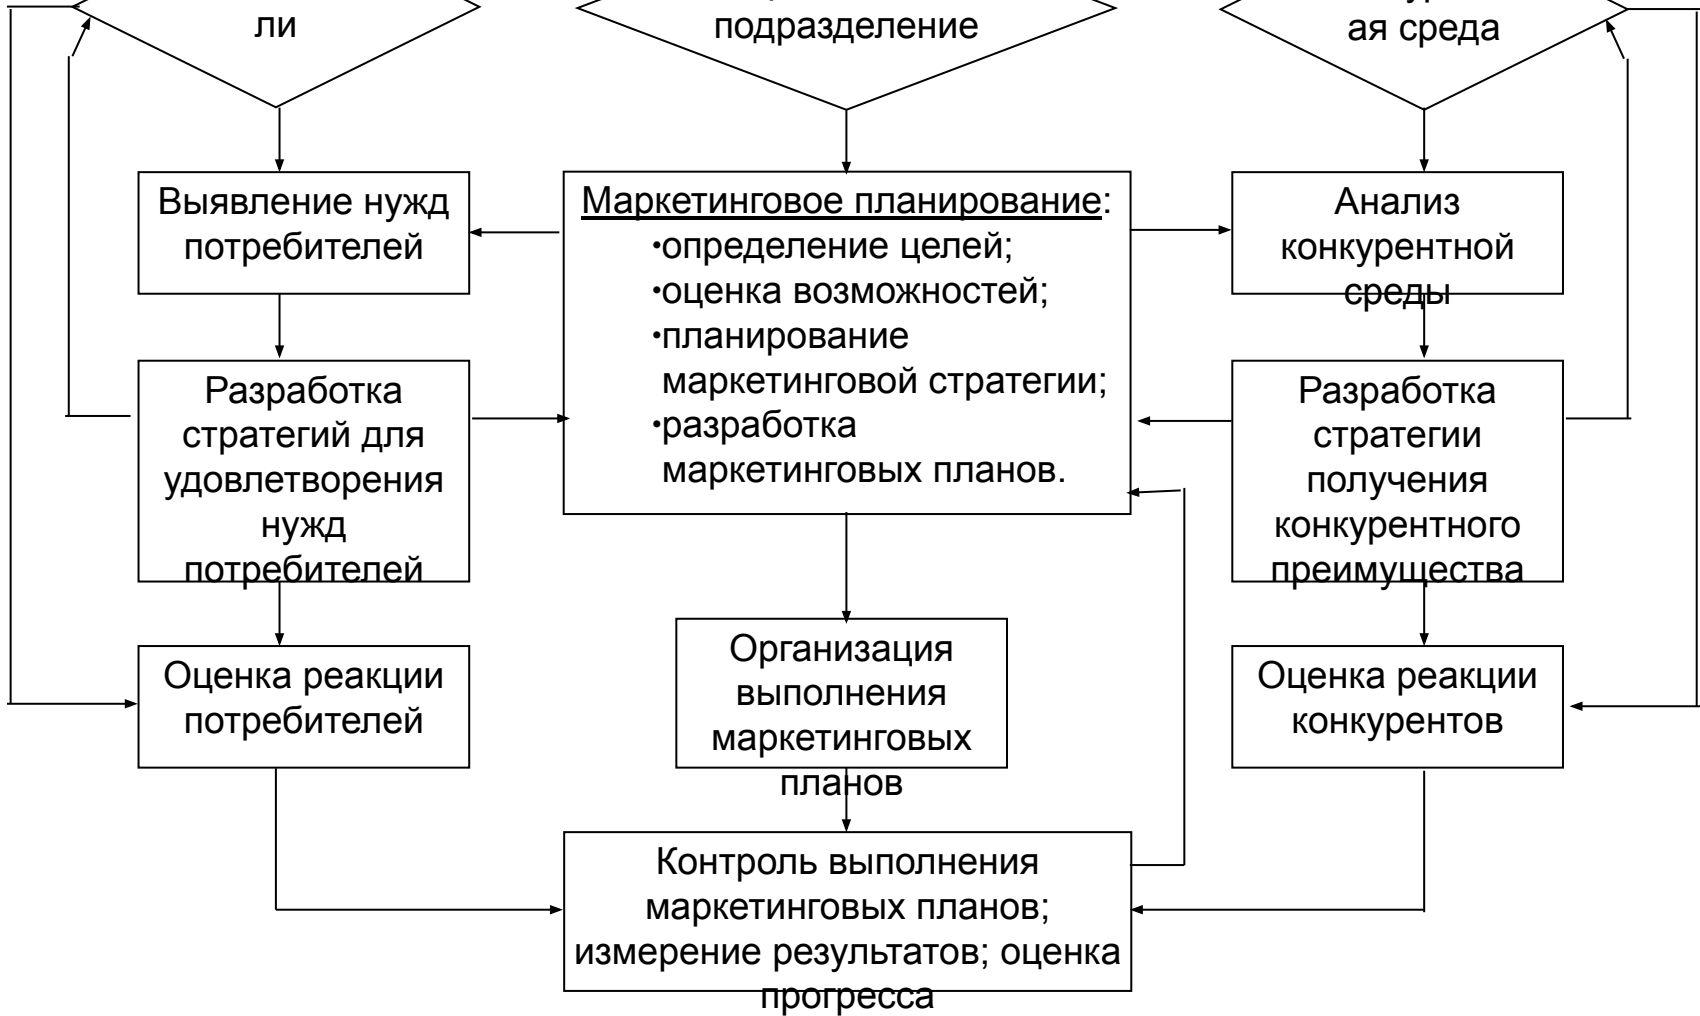 ли
подразделение
ая среда
Выявление нужд
потребителей
Маркетинговое планирование:
•определение целей;
•оценка возможностей;
•планирование
маркетинговой стратегии;
•разработка
маркетинговых планов.
Анализ
конкурентной
среды
Разработка
стратегий для
удовлетворения
нужд
потребителей
Разработка
стратегии
получения
конкурентного
преимущества
Оценка реакции
потребителей
Организация
выполнения
маркетинговых
планов
Оценка реакции
конкурентов
Контроль выполнения
маркетинговых планов;
измерение результатов; оценка
прогресса